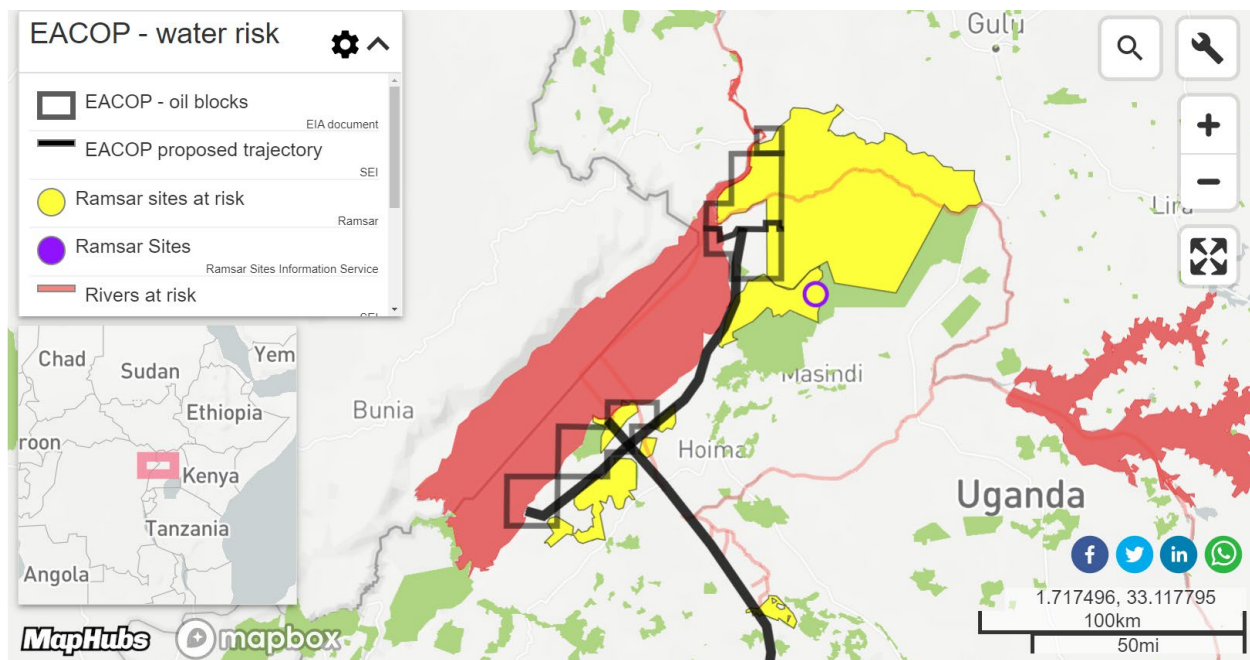 EACOP - water risk
EACOP - oil blocks
EIA document
EACOP proposed trajectory
SEI
Ramsar sites at risk
Ramsar
Ramsar Sites
Ramsar Sites Information Service
Rivers at risk
SEI
Gulu
Lira
Masindi
Bunia
Hoima
Uganda
Chad
Sudan
Yem
Ethiopia
roon
Kenya
Tanzania
Angola
f
in
1.717496, 33.117795
100km
50mi
MapHubs
mapbox